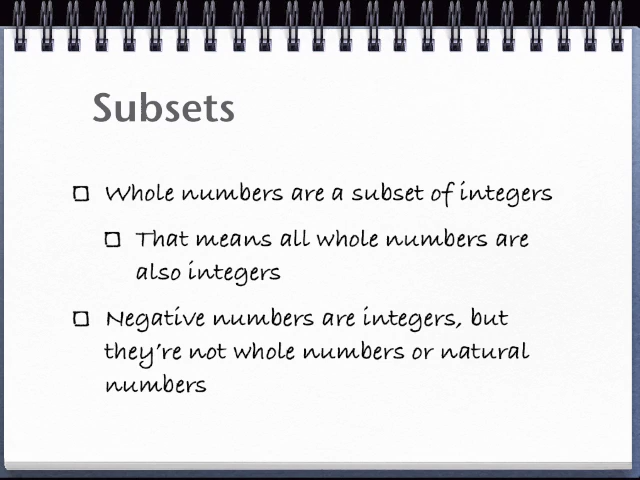 Subsets
Whole numbers are a subset of integers
That means all whole numbers are
also integers
Negative numbers are integers, but
they're not whole numbers or natural
numbers